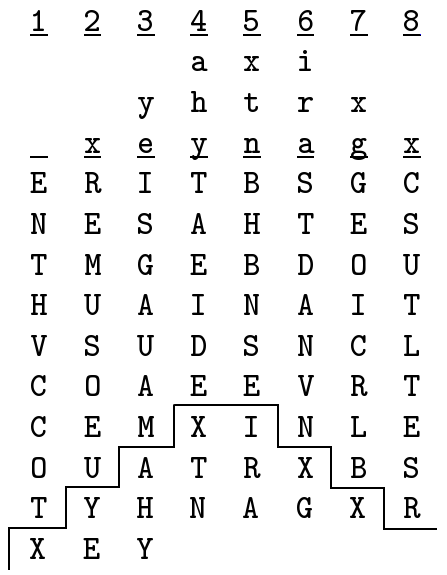 1 2 3 4 5 6 7 8
a x i
y h t r x
_ x e y n a g x
E R I T B S G C
N E S A H T E S
T M G E B D O U
H U A I N A I T
V S U D S N C L
C O A E E V R T
C E M X I N L E
O U A T R X B S
T Y H N A G X R
X E Y